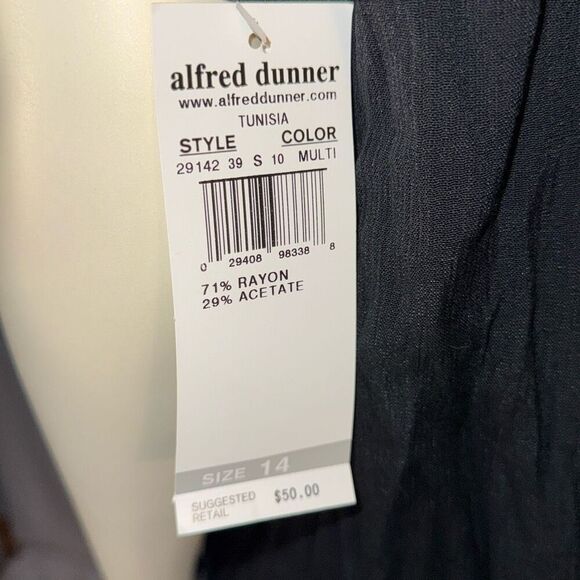 alfred dunner
www.alfreddunner.com
TUNISIA
STYLE COLOR
29142 39 S 10 MULTI
0 29408 98338 8
71% RAYON
29% ACETATE
SIZE 14
SUGGESTED
RETAIL $50.00